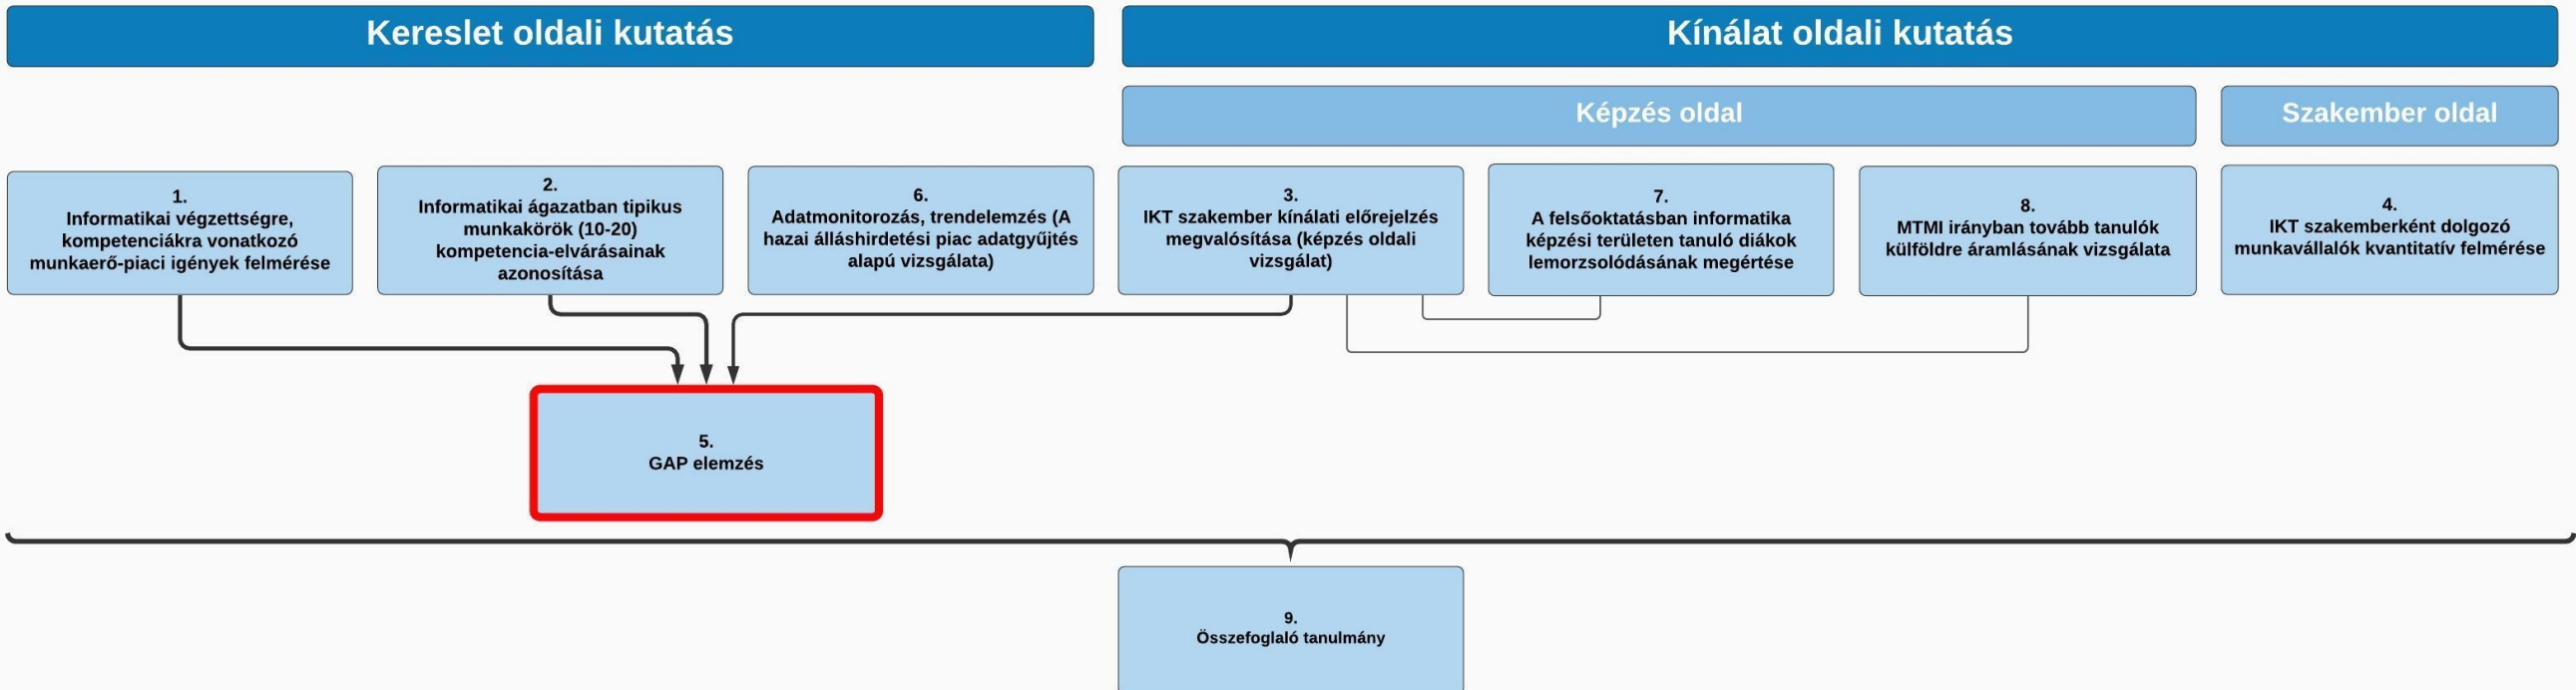 Kereslet oldali kutatás
Kínálat oldali kutatás
Képzés oldal
Szakember oldal
1.
Informatikai végzettségre,
kompetenciákra vonatkozó
munkaerő-piaci igények felmérése
2.
Informatikai ágazatban tipikus
munkakörök (10-20)
kompetencia-elvárásainak
azonosítása
6.
Adatmonitorozás, trendelemzés (A
hazai álláshirdetési piac adatgyűjtés
alapú vizsgálata)
3.
IKT szakember kínálati előrejelzés
megvalósítása (képzés oldali
vizsgálat)
7.
A felsőoktatásban informatika
képzési területen tanuló diákok
lemorzsolódásának megértése
8.
MTMI irányban tovább tanulók
külföldre áramlásának vizsgálata
4.
IKT szakemberként dolgozó
munkavállalók kvantitatív felmérése
5.
GAP elemzés
9.
Összefoglaló tanulmány